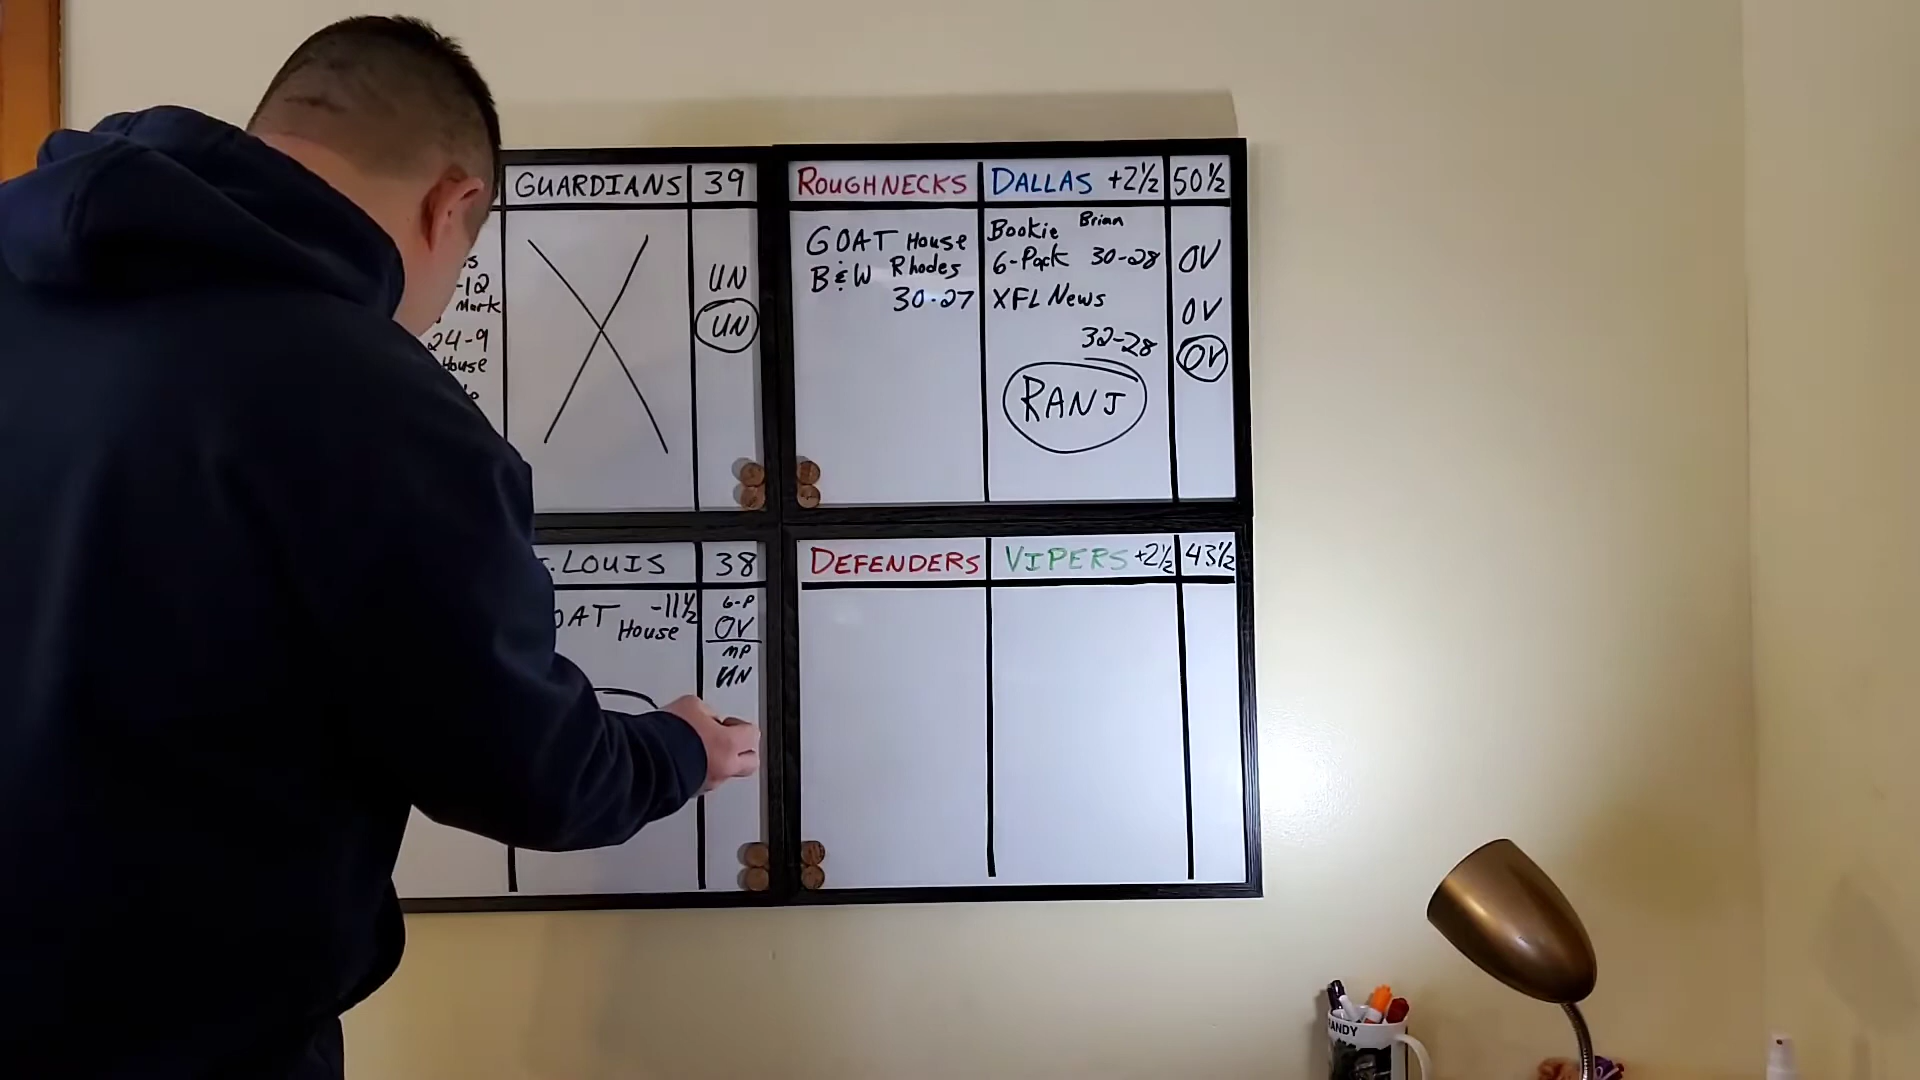 GUARDIANS 39
-12
Mark
24-9
House
UN
UN
ROUGHNECKS DALLAS +2½ 50½
GOAT House
B&W Rhodes
30-27
Bookie Brian
6-Pack 30-28
XFL News
32-28
RANJ
OV
OV
OV
. LOUIS 38
OAT -11½
House
6-P
OV
MP
UN
DEFENDERS VIPERS +2½ 43½
ANDY